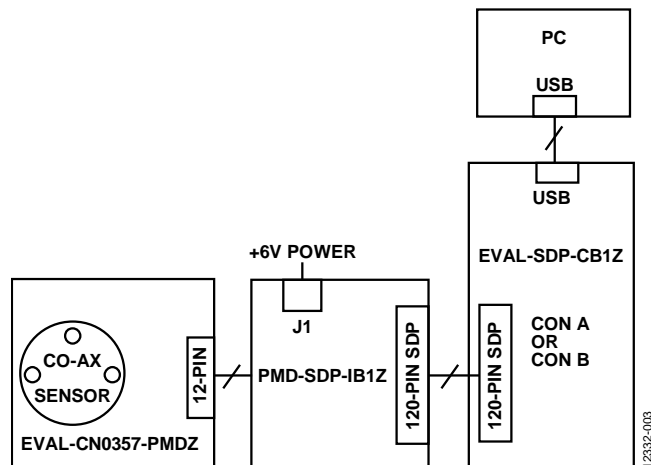 PC
USB
USB
EVAL-SDP-CB1Z
+6V POWER
J1
CO-AX
SENSOR
12-PIN
EVAL-CN0357-PMDZ
PMD-SDP-IB1Z
120-PIN SDP
120-PIN SDP
CON A
OR
CON B
12332-003